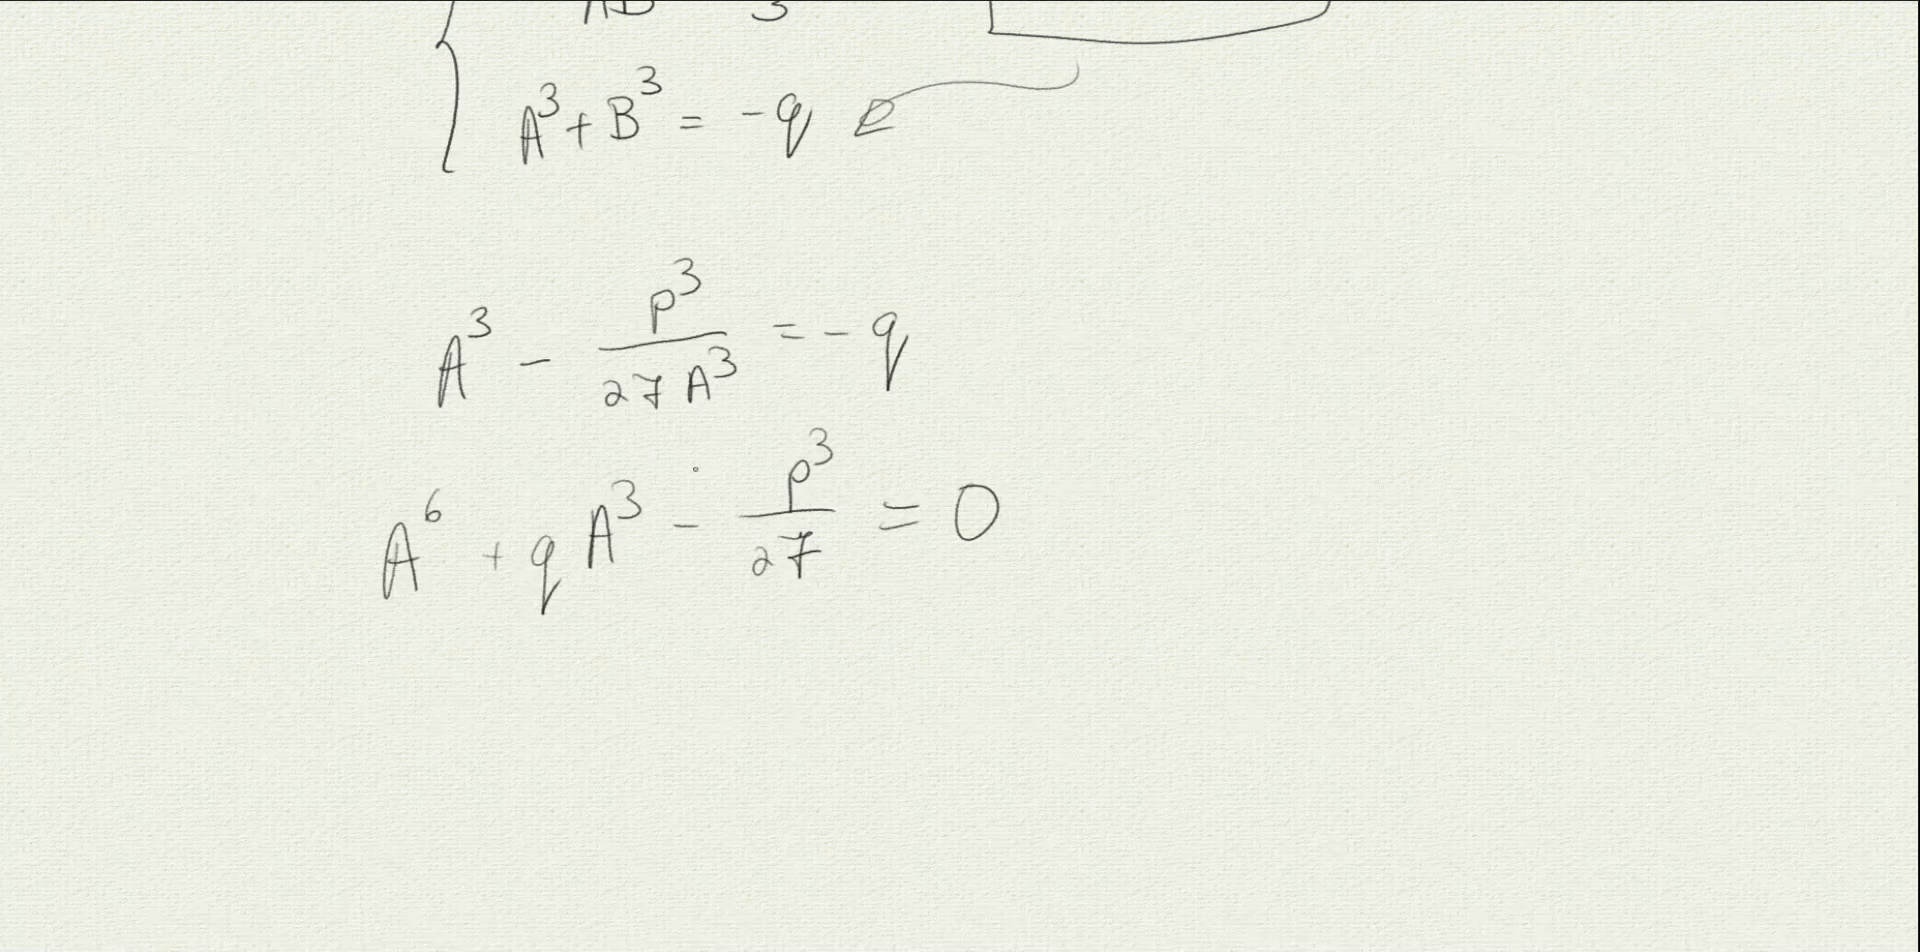 A³ + B³ = -q
A³ - p³/27A³ = -q
A⁶ + qA³ - p³/27 = 0